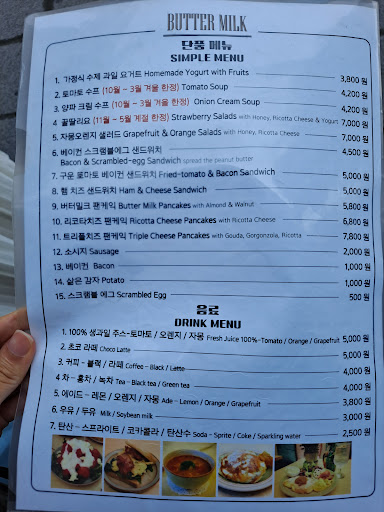 BUTTER MILK
단품 메뉴
SIMPLE MENU
1. 가정식 수제 과일 요거트 Homemade Yogurt with Fruits 3,800 원
2. 토마토 수프 (10월 ~ 3월 겨울 한정) Tomato Soup 4,200 원
3. 양파 크림 수프 (10월 ~ 3월 겨울 한정) Onion Cream Soup 4,200 원
4 꿀딸리요 (11월 ~ 5월 계절 한정) Strawberry Salads with Honey, Ricotta Cheese & Yogurt 7,000 원
5. 자몽오렌지 샐러드 Grapefruit & Orange Salads with Honey, Ricotta Cheese 7,000 원
6. 베이컨 스크램블에그 샌드위치 4,500 원
Bacon & Scrambled-egg Sandwich spread the peanut butter
7. 구운 토마토 베이컨 샌드위치 Fried-tomato & Bacon Sandwich 5,000 원
8. 햄 치즈 샌드위치 Ham & Cheese Sandwich 5,000 원
9. 버터밀크 팬케익 Butter Milk Pancakes with Almond & Walnut 5,800 원
10. 리코타치즈 팬케익 Ricotta Cheese Pancakes with Ricotta Cheese 6,800 원
11. 트리플치즈 팬케익 Triple Cheese Pancakes with Gouda, Gorgonzola, Ricotta 7,800 원
12. 소시지 Sausage 2,000 원
13. 베이컨 Bacon 1,000 원
14. 삶은 감자 Potato 1,000 원
15. 스크램블 에그 Scrambled Egg 500 원
음료
DRINK MENU
1. 100% 생과일 주스-토마토 / 오렌지 / 자몽 Fresh Juice 100%-Tomato / Orange / Grapefruit 5,000 원
2. 초코 라떼 Choco Latte 5,000 원
3. 커피 - 블랙 / 라떼 Coffee - Black / Latte 4,000 원
4 차 - 홍차 / 녹차 Tea - Black tea / Green tea 4,000 원
5. 에이드 - 레몬 / 오렌지 / 자몽 Ade - Lemon / Orange / Grapefruit 3,800 원
6. 우유 / 두유 Milk / Soybean milk 3,000 원
7. 탄산 - 스프라이트 / 코카콜라 / 탄산수 Soda - Sprite / Coke / Sparkling water 2,500 원